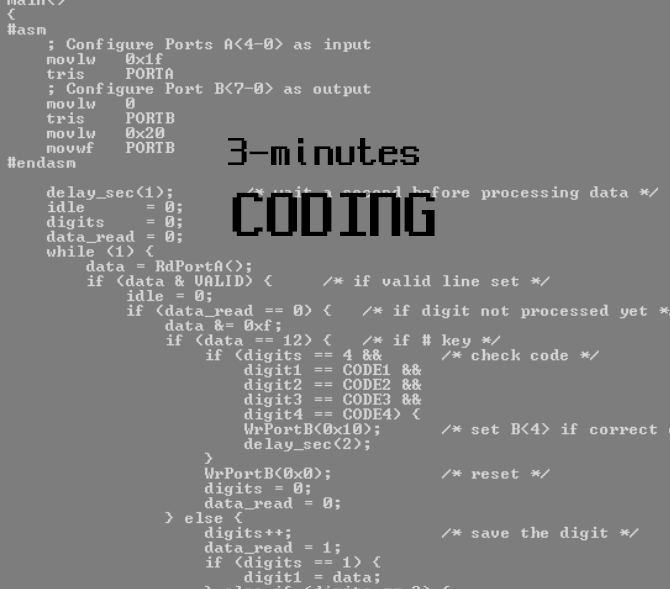 main()
{
#asm
; Configure Ports A(4-0) as input
movlw 0x1f
tris PORTA
; Configure Port B(7-0) as output
movlw 0
tris PORTB
movlw 0x20
movwf PORTB
#endasm
3-minutes
CODING
delay_sec(1); /* wait a second before processing data */
idle = 0;
digits = 0;
data_read = 0;
while (1) {
data = RdPortA();
if (data & VALID) { /* if valid line set */
idle = 0;
if (data_read == 0) { /* if digit not processed yet *
data &= 0xf;
if (data == 12) { /* if # key */
if (digits == 4 && /* check code */
digit1 == CODE1 &&
digit2 == CODE2 &&
digit3 == CODE3 &&
digit4 == CODE4) {
WrPortB(0x10); /* set B(4) if correct
delay_sec(2);
}
WrPortB(0x0); /* reset */
digits = 0;
data_read = 0;
} else {
digits++; /* save the digit */
data_read = 1;
if (digits == 1) {
digit1 = data;
} else if (digits == 2) {